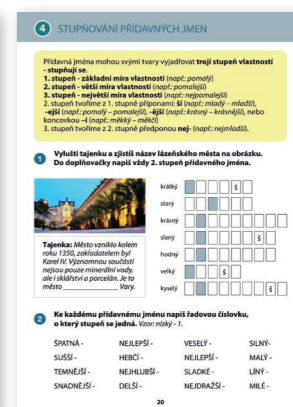 4 STUPŇOVÁNÍ PŘÍDAVNÝCH JMEN
Přídavná jména mohou svými tvary vyjadřovat trojí stupeň vlastnosti
- stupňují se.
1. stupeň - základní míra vlastnosti (např.: pomalý)
2. stupeň - větší míra vlastnosti (např.: pomalejší)
3. stupeň - největší míra vlastnosti (např.: nejpomalejší)
2. stupeň tvoříme z 1. stupně příponami: ší (např.: mladý – mladší),
-ejší (např.: pomalý – pomalejší), -ější (např.: krásný – krásnější), nebo
koncovkou –í (např.: měkký – měkčí)
3. stupeň tvoříme z 2. stupně předponou nej- (např.: nejmladší).
1 Vylušti tajenku a zjistíš název lázeňského města na obrázku.
Do doplňovačky napiš vždy 2. stupeň přídavného jména.
krátký š
starý
krásný
slaný š
hodný
velký š
kyselý š
Tajenka: Město vzniklo kolem
roku 1350, zakladatelem byl
Karel IV. Významnou součástí
nejsou pouze minerální vody,
ale i sklářství a porcelán. Je to
město __________ Vary.
2 Ke každému přídavnému jménu napiš řadovou číslovku,
o který stupeň se jedná. Vzor: nízký - 1.
ŠPATNÁ - NEJLEPŠÍ - VESELÝ - SILNÝ-
SUŠŠÍ - HEBČÍ - NEJLEPŠÍ - MALÝ -
TEMNĚJŠÍ - NEJHLUBŠÍ - SLADKÉ - LÍNÝ -
SNADNĚJŠÍ - DELŠÍ - NEJDRAŽŠÍ - MILÉ -
20